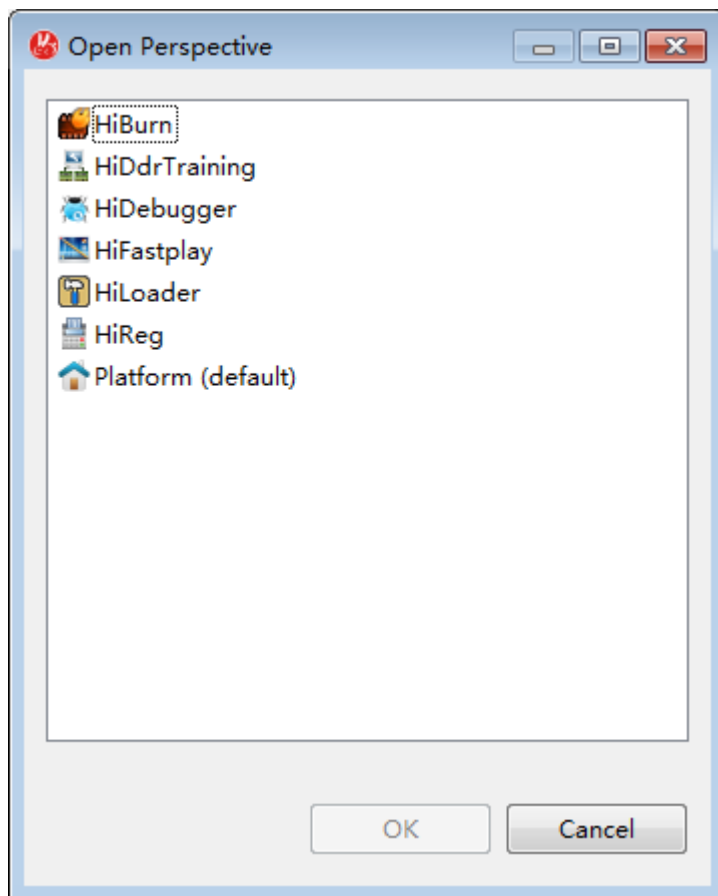 Open Perspective
HiBurn
HiDdrTraining
HiDebugger
HiFastplay
HiLoader
HiReg
Platform (default)
OK
Cancel